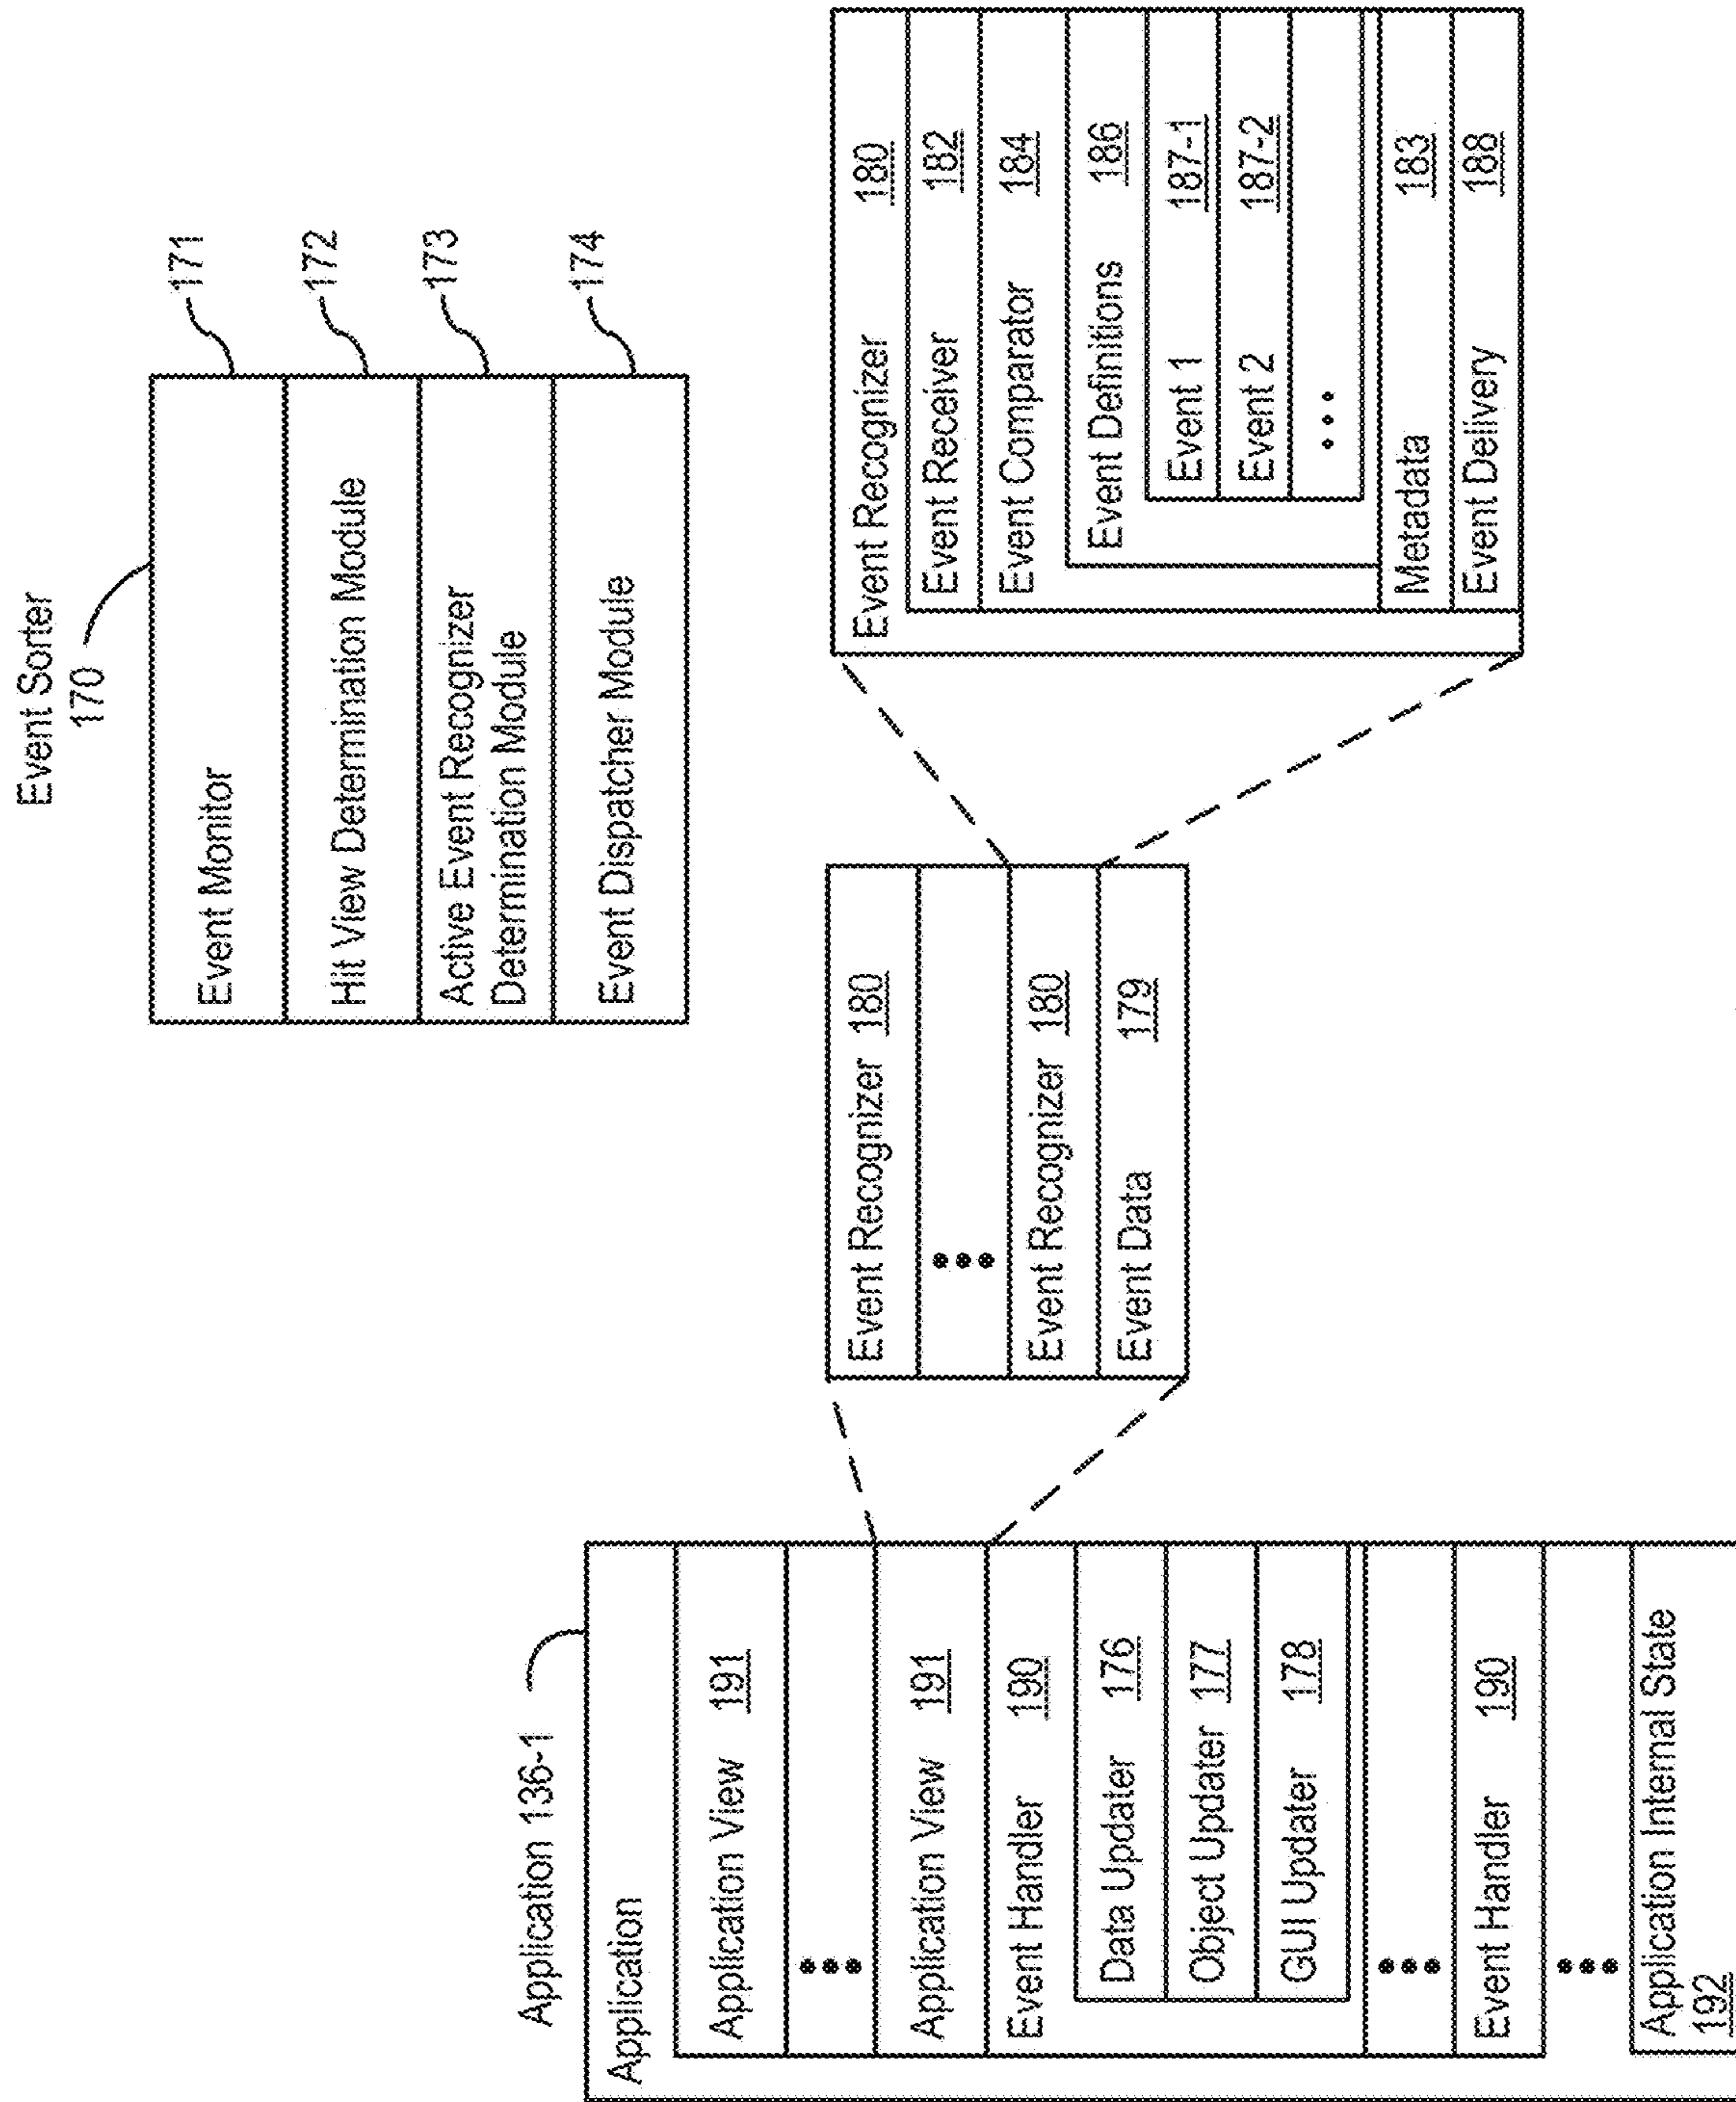 Event Sorter
170
Event Monitor
171
Hit View Determination Module
172
Active Event Recognizer
Determination Module
173
Event Dispatcher Module
174
Application 136-1
Application
Application View 191
•••
Application View 191
Event Handler 190
Data Updater 176
Object Updater 177
GUI Updater 178
•••
Event Handler 190
•••
Application Internal State
192
Event Recognizer 180
•••
Event Recognizer 180
Event Data 179
Event Recognizer 180
Event Receiver 182
Event Comparator 184
Event Definitions 186
Event 1 187-1
Event 2 187-2
•••
Metadata 183
Event Delivery 188